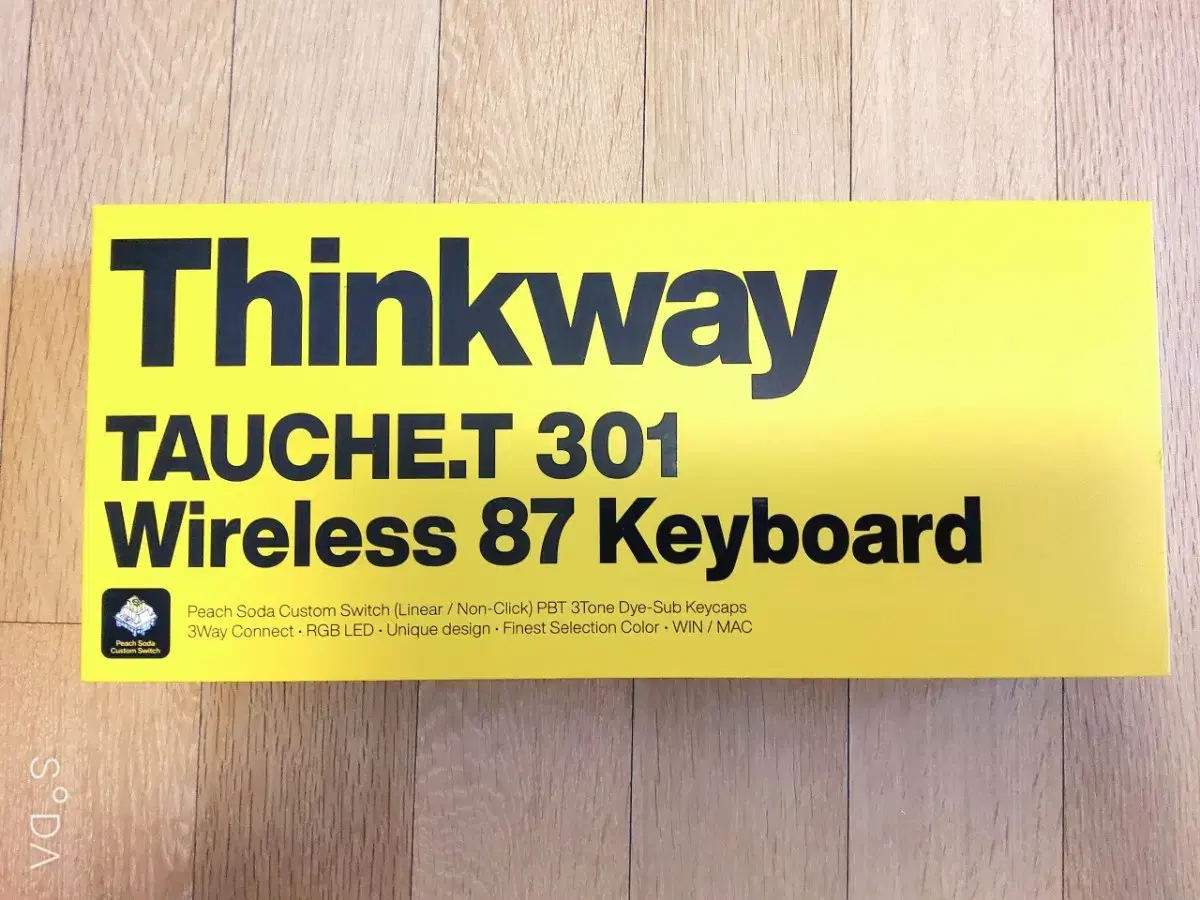 Thinkway
TAUCHE.T 301
Wireless 87 Keyboard
Peach Soda
Custom Switch
Peach Soda Custom Switch (Linear / Non-Click) PBT 3Tone Dye-Sub Keycaps
3Way Connect · RGB LED · Unique design · Finest Selection Color · WIN / MAC